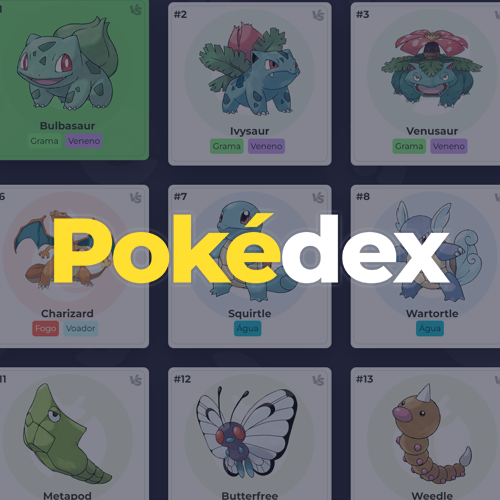 #2
#3
Bulbasaur
Grama Veneno
Ivysaur
Grama Veneno
Venusaur
Grama Veneno
6
#7
#8
Pokédex
Charizard
Fogo Voador
Squirtle
Água
Wartortle
Água
11
#12
#13
Metapod
Butterfree
Weedle